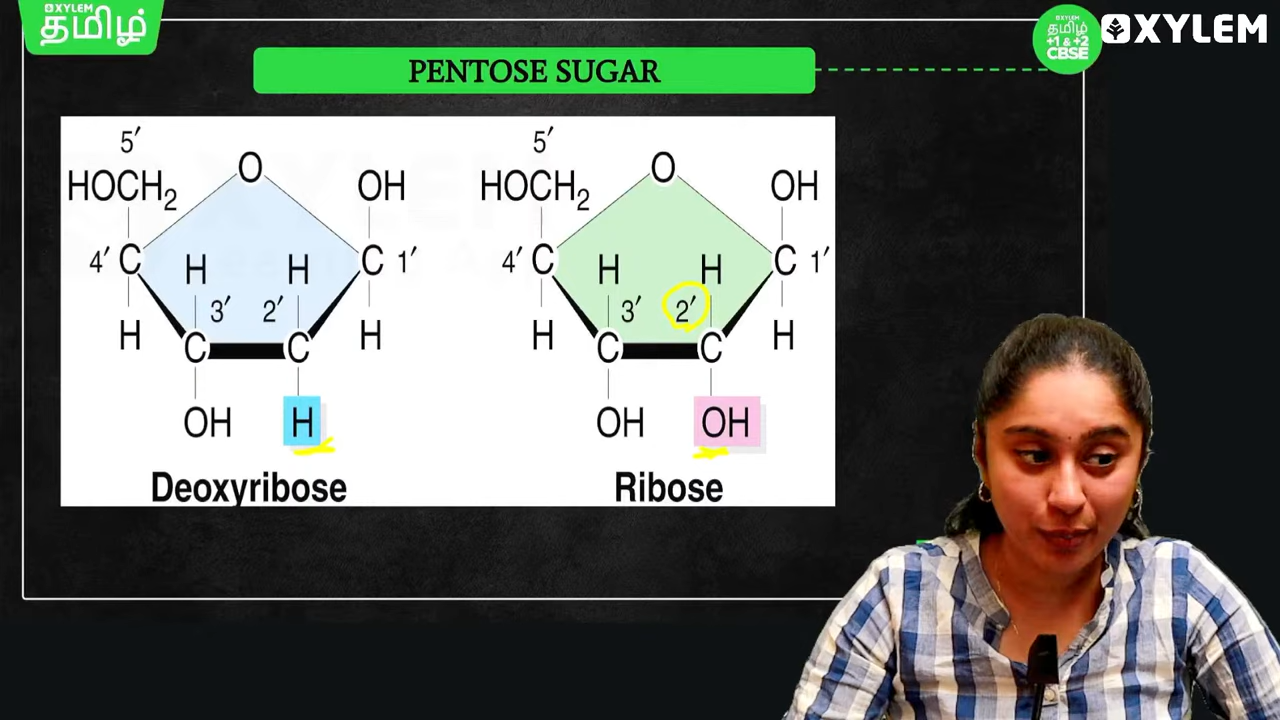 XYLEM
தமிழ்
XYLEM
தமிழ்
+1 & +2
CBSE
XYLEM
PENTOSE SUGAR
5′
HOCH₂
O
OH
4′ C
H
H
C 1′
3′
2′
H
C
C
H
OH
H
Deoxyribose
5′
HOCH₂
O
OH
4′ C
H
H
C 1′
3′
2′
H
C
C
H
OH
OH
Ribose